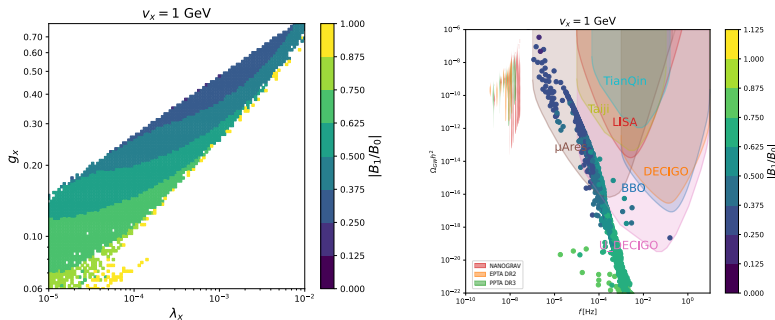 v_x = 1 GeV
0.70
0.60
0.50
0.40
0.30
0.20
0.10
0.06
g_x
10^−5
10^−4
10^−3
10^−2
λ_x
1.000
0.875
0.750
0.625
0.500
0.375
0.250
0.125
0.000
|B_1/B_0|
v_x = 1 GeV
10^−6
10^−8
10^−10
10^−12
10^−14
10^−16
10^−18
10^−20
10^−22
Ω_GW h^2
TianQin
Taiji
LISA
μAres
DECIGO
BBO
U-DECIGO
NANOGRAV
EPTA DR2
PPTA DR3
10^−10
10^−8
10^−6
10^−4
10^−2
10^0
f [Hz]
1.125
1.000
0.875
0.750
0.625
0.500
0.375
0.250
0.125
0.000
|B_1/B_0|